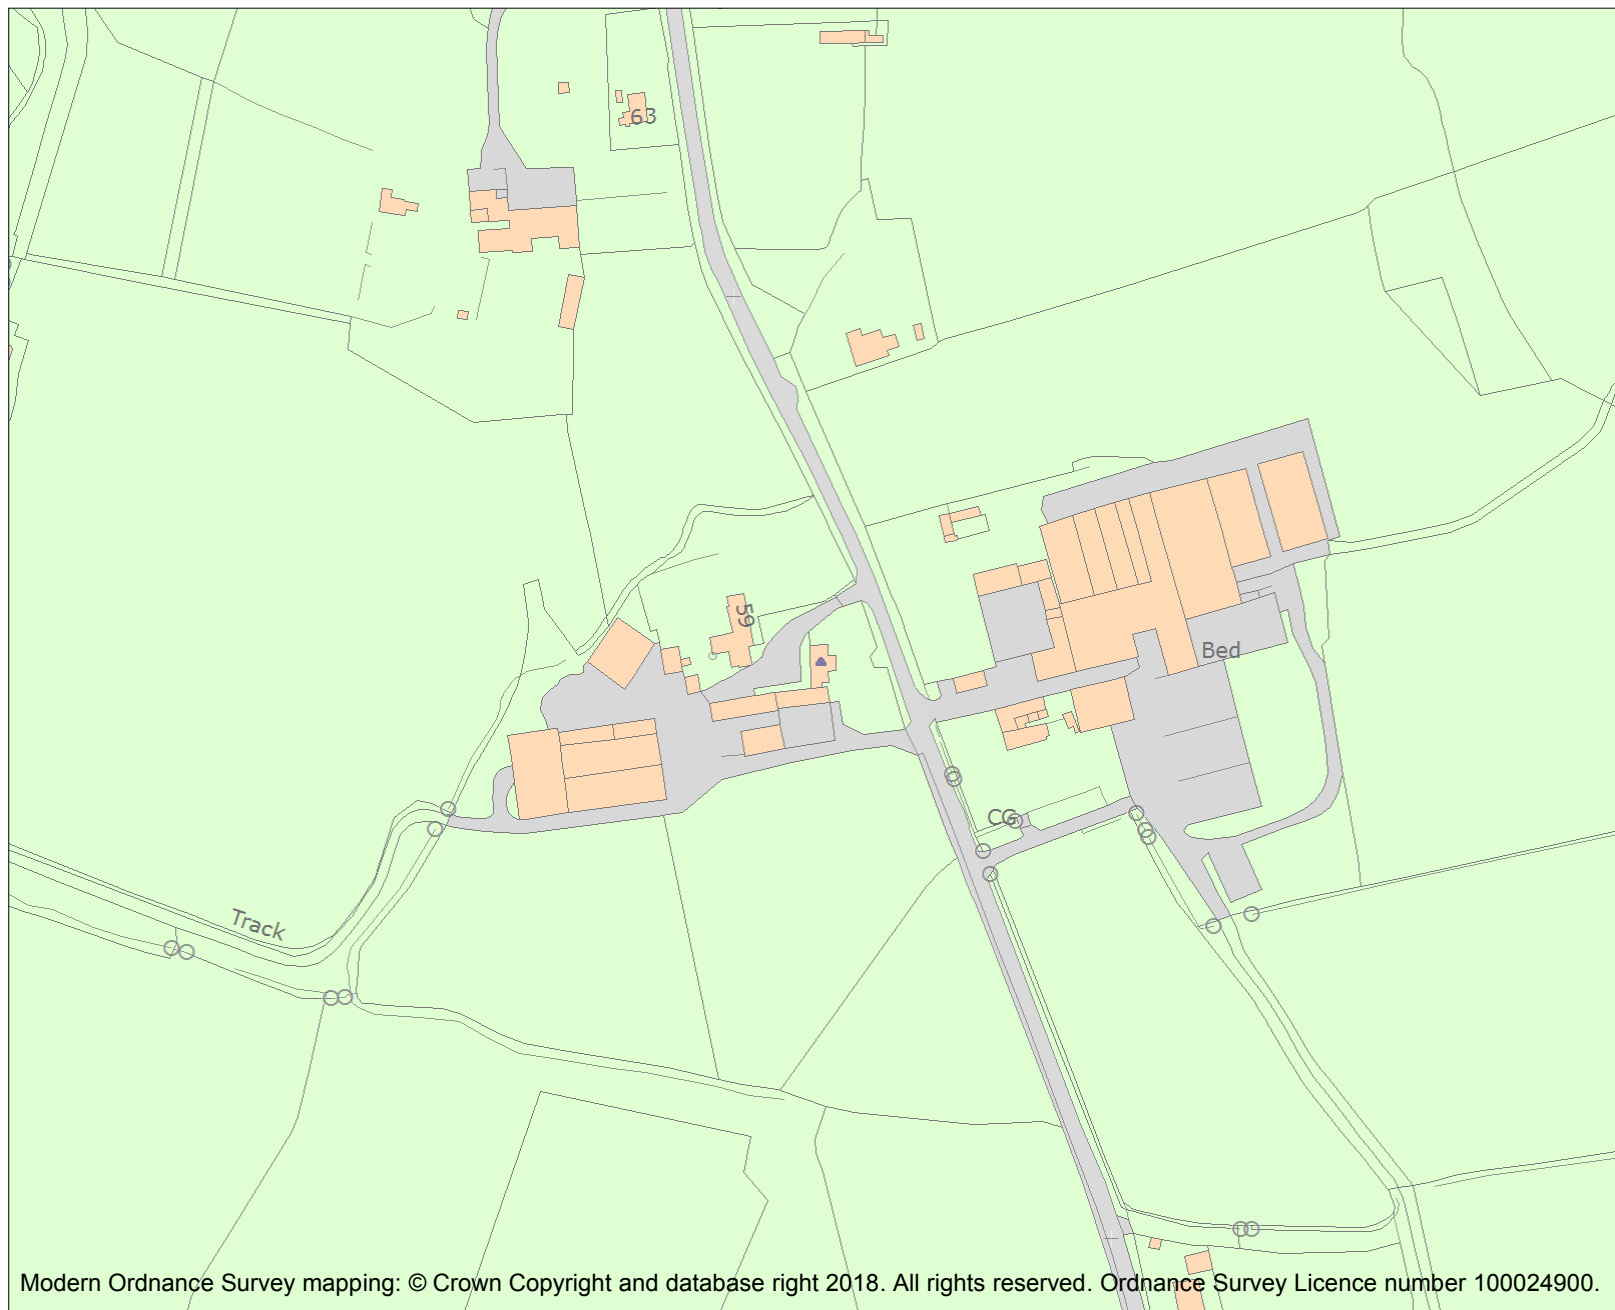 63
59
Bed
CG
Track
Modern Ordnance Survey mapping: © Crown Copyright and database right 2018. All rights reserved. Ordnance Survey Licence number 100024900.